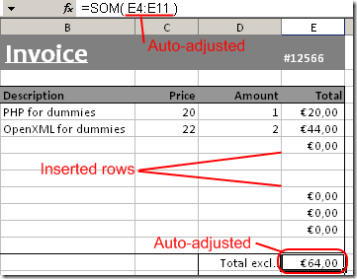 fx =SOM( E4:E11 )
Auto-adjusted
B C D E
Invoice #12566
Description Price Amount Total
PHP for dummies 20 1 €20,00
OpenXML for dummies 22 2 €44,00
€0,00
Inserted rows
€0,00
€0,00
€0,00
Auto-adjusted
Total excl. €64,00